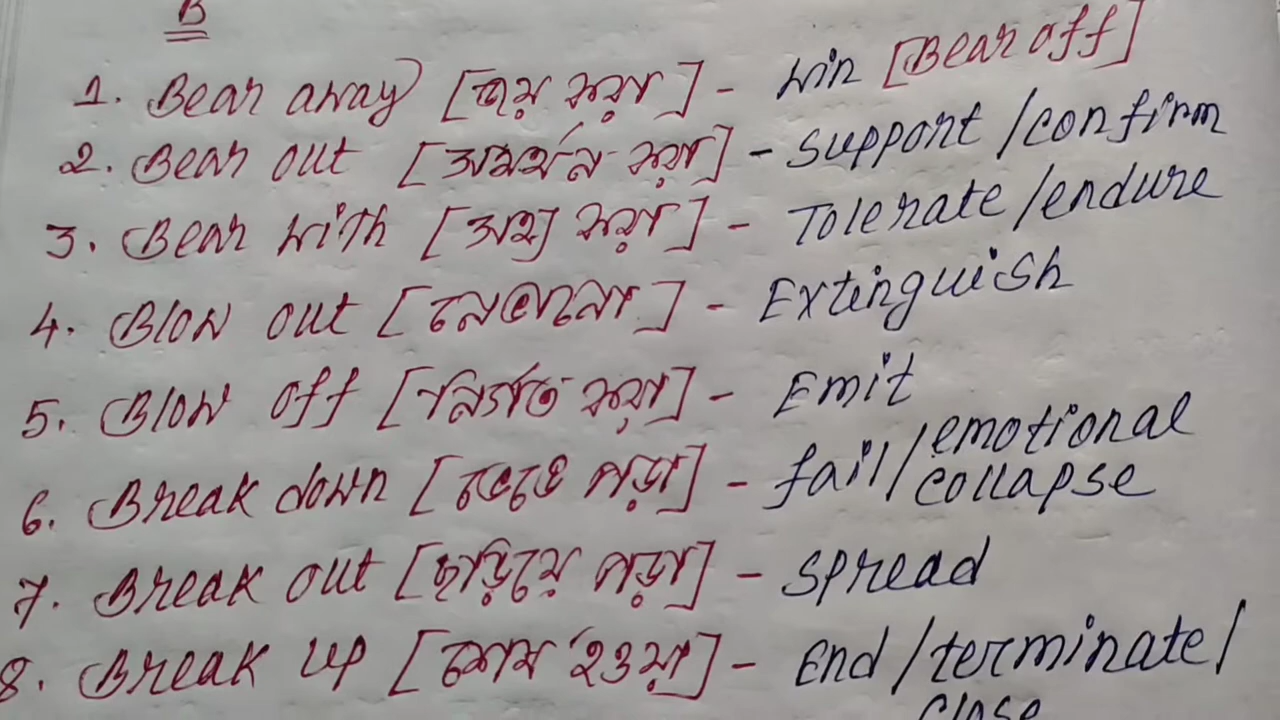 B
1. Bear away [জয় করা] - win [Bear off]
2. Bear out [সমর্থন করা] - Support / confirm
3. Bear with [সহ্য করা] - Tolerate / endure
4. Blow out [নেভানো] - Extinguish
5. Blow off [নির্গত করা] - Emit
6. Break down [ভেঙে পড়া] - fail / emotional collapse
7. Break out [ছড়িয়ে পড়া] - Spread
8. Break up [শেষ হওয়া] - End / terminate /
close